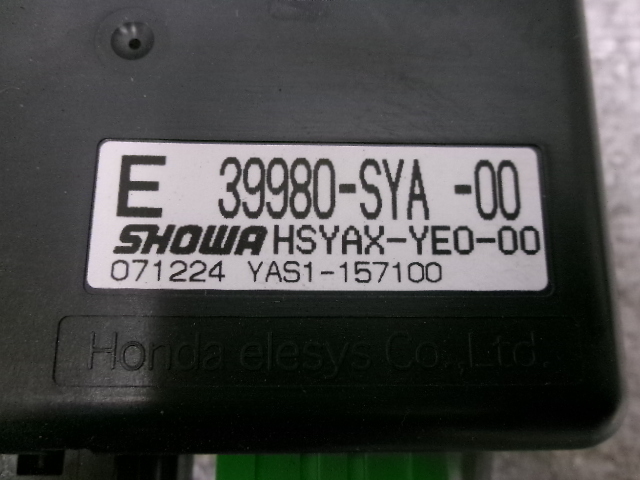 E 39980-SYA -00
SHOWA HSYAX-YE0-00
071224 YAS1-157100
Honda elesys Co.,Ltd.